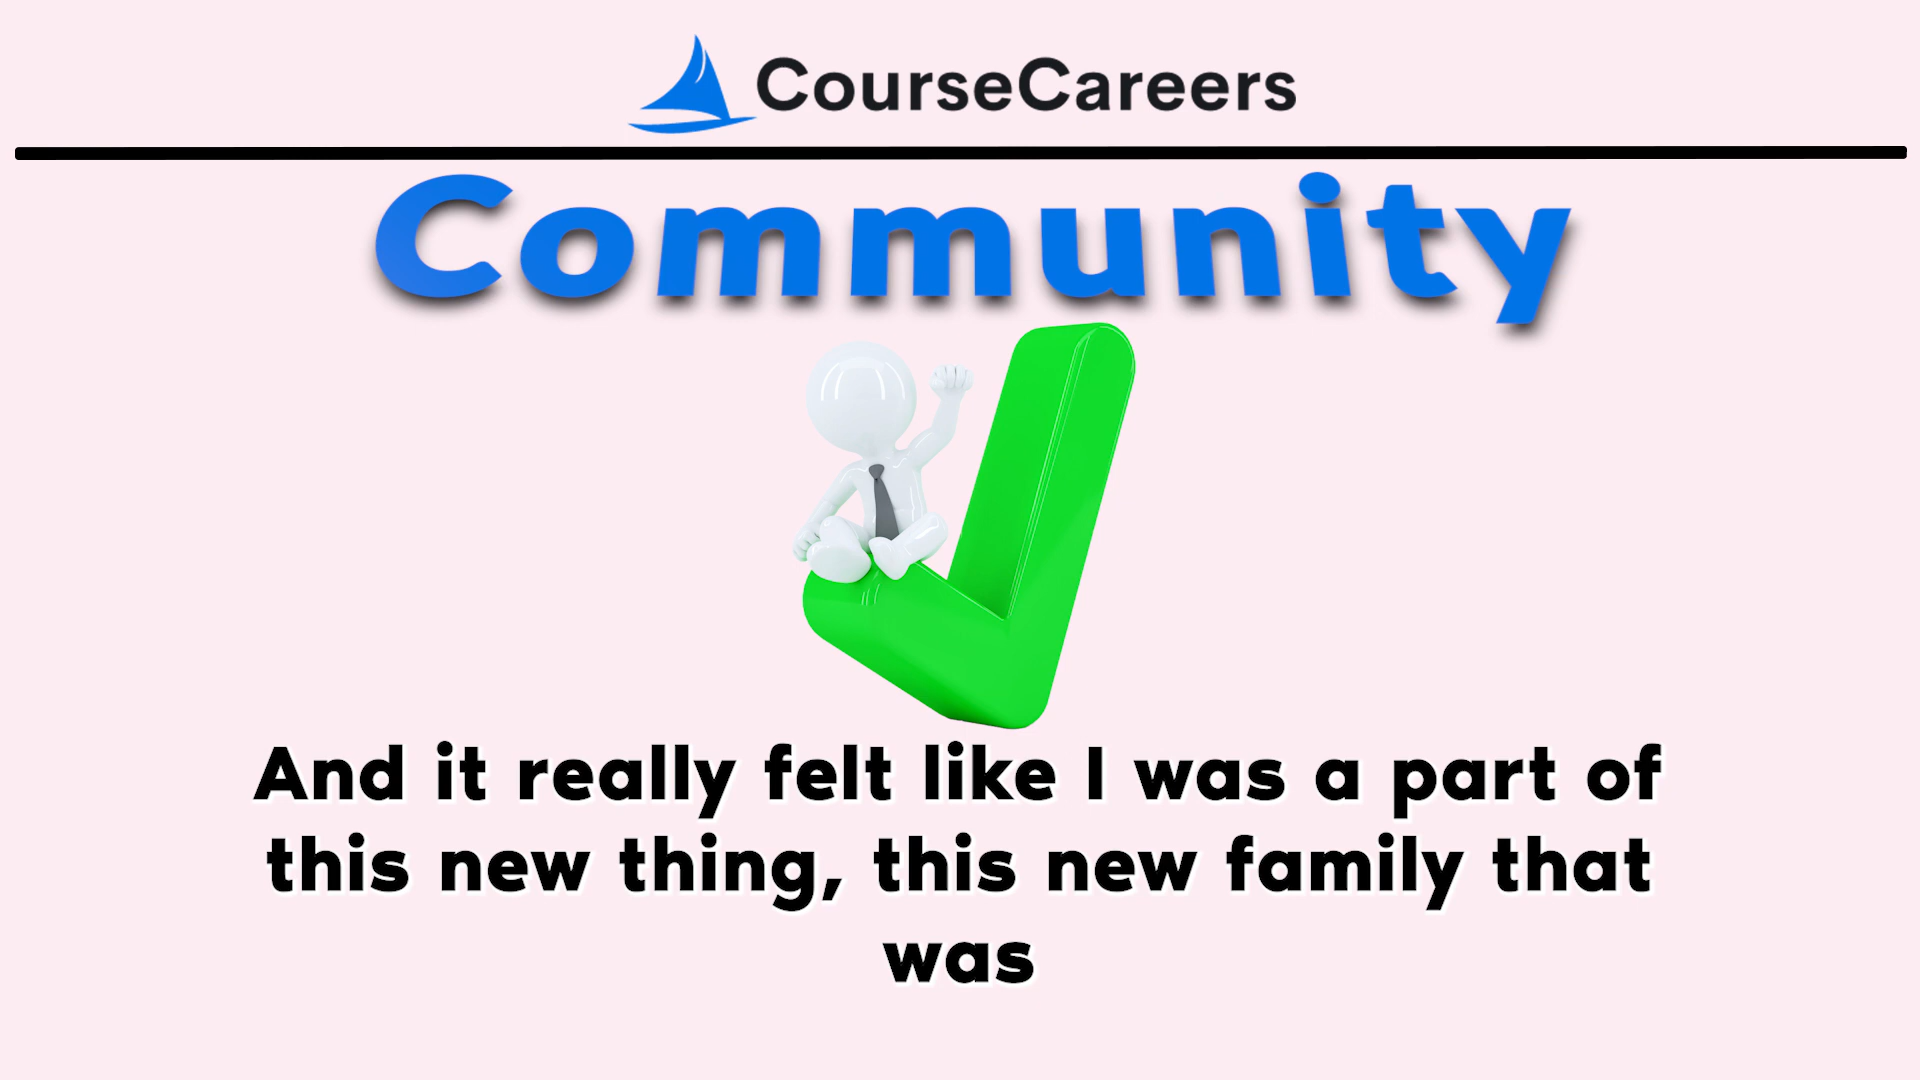 CourseCareers
Community
And it really felt like I was a part of
this new thing, this new family that
was